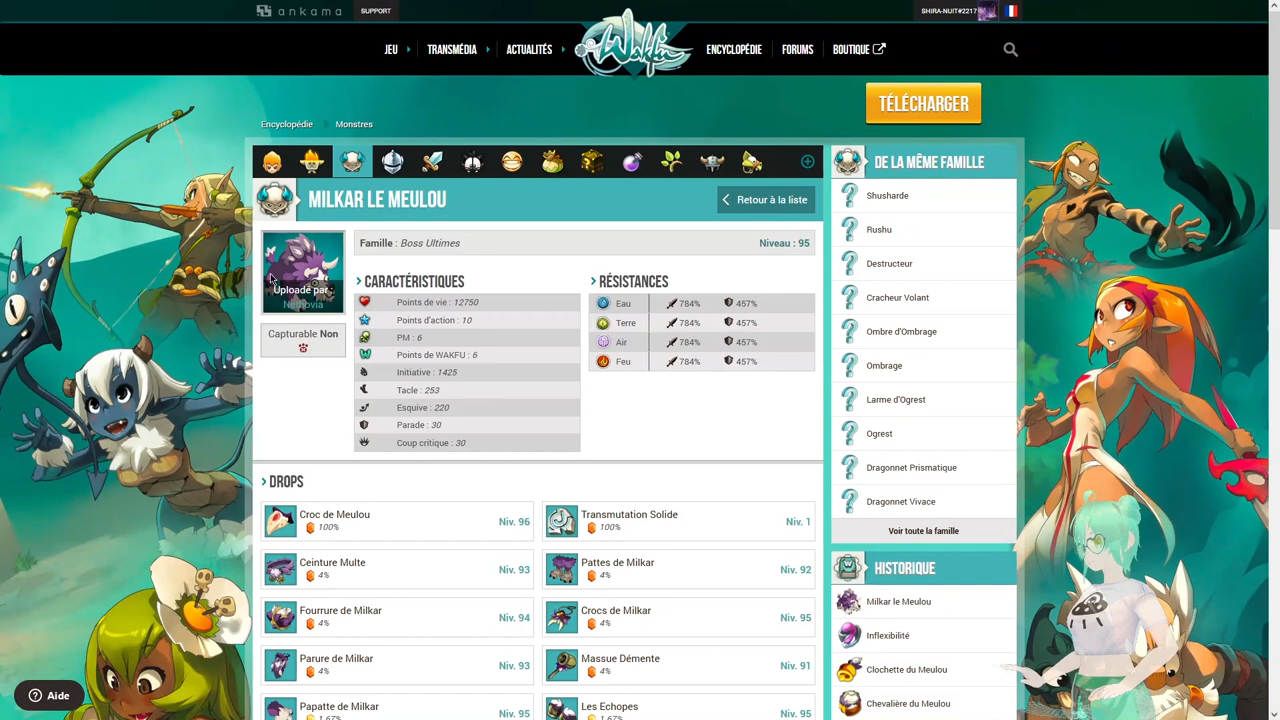 ankama
SUPPORT
SHIRA-NUIT#2217
JEU
TRANSMÉDIA
ACTUALITÉS
Wakfu
ENCYCLOPÉDIE
FORUMS
BOUTIQUE
TÉLÉCHARGER
Encyclopédie
Monstres
MILKAR LE MEULOU
Retour à la liste
Uploadé par :
Nethovia
Capturable Non
Famille : Boss Ultimes
Niveau : 95
CARACTÉRISTIQUES
Points de vie : 12750
Points d'action : 10
PM : 6
Points de WAKFU : 6
Initiative : 1425
Tacle : 253
Esquive : 220
Parade : 30
Coup critique : 30
RÉSISTANCES
Eau 784% 457%
Terre 784% 457%
Air 784% 457%
Feu 784% 457%
DROPS
Croc de Meulou
100%
Niv. 96
Transmutation Solide
100%
Niv. 1
Ceinture Multe
4%
Niv. 93
Pattes de Milkar
4%
Niv. 92
Fourrure de Milkar
4%
Niv. 94
Crocs de Milkar
4%
Niv. 95
Parure de Milkar
4%
Niv. 93
Massue Démente
4%
Niv. 91
Papatte de Milkar
1.67%
Niv. 95
Les Echopes
1.67%
Niv. 95
DE LA MÊME FAMILLE
Shusharde
Rushu
Destructeur
Cracheur Volant
Ombre d'Ombrage
Ombrage
Larme d'Ogrest
Ogrest
Dragonnet Prismatique
Dragonnet Vivace
Voir toute la famille
HISTORIQUE
Milkar le Meulou
Inflexibilité
Clochette du Meulou
Chevalière du Meulou
Aide